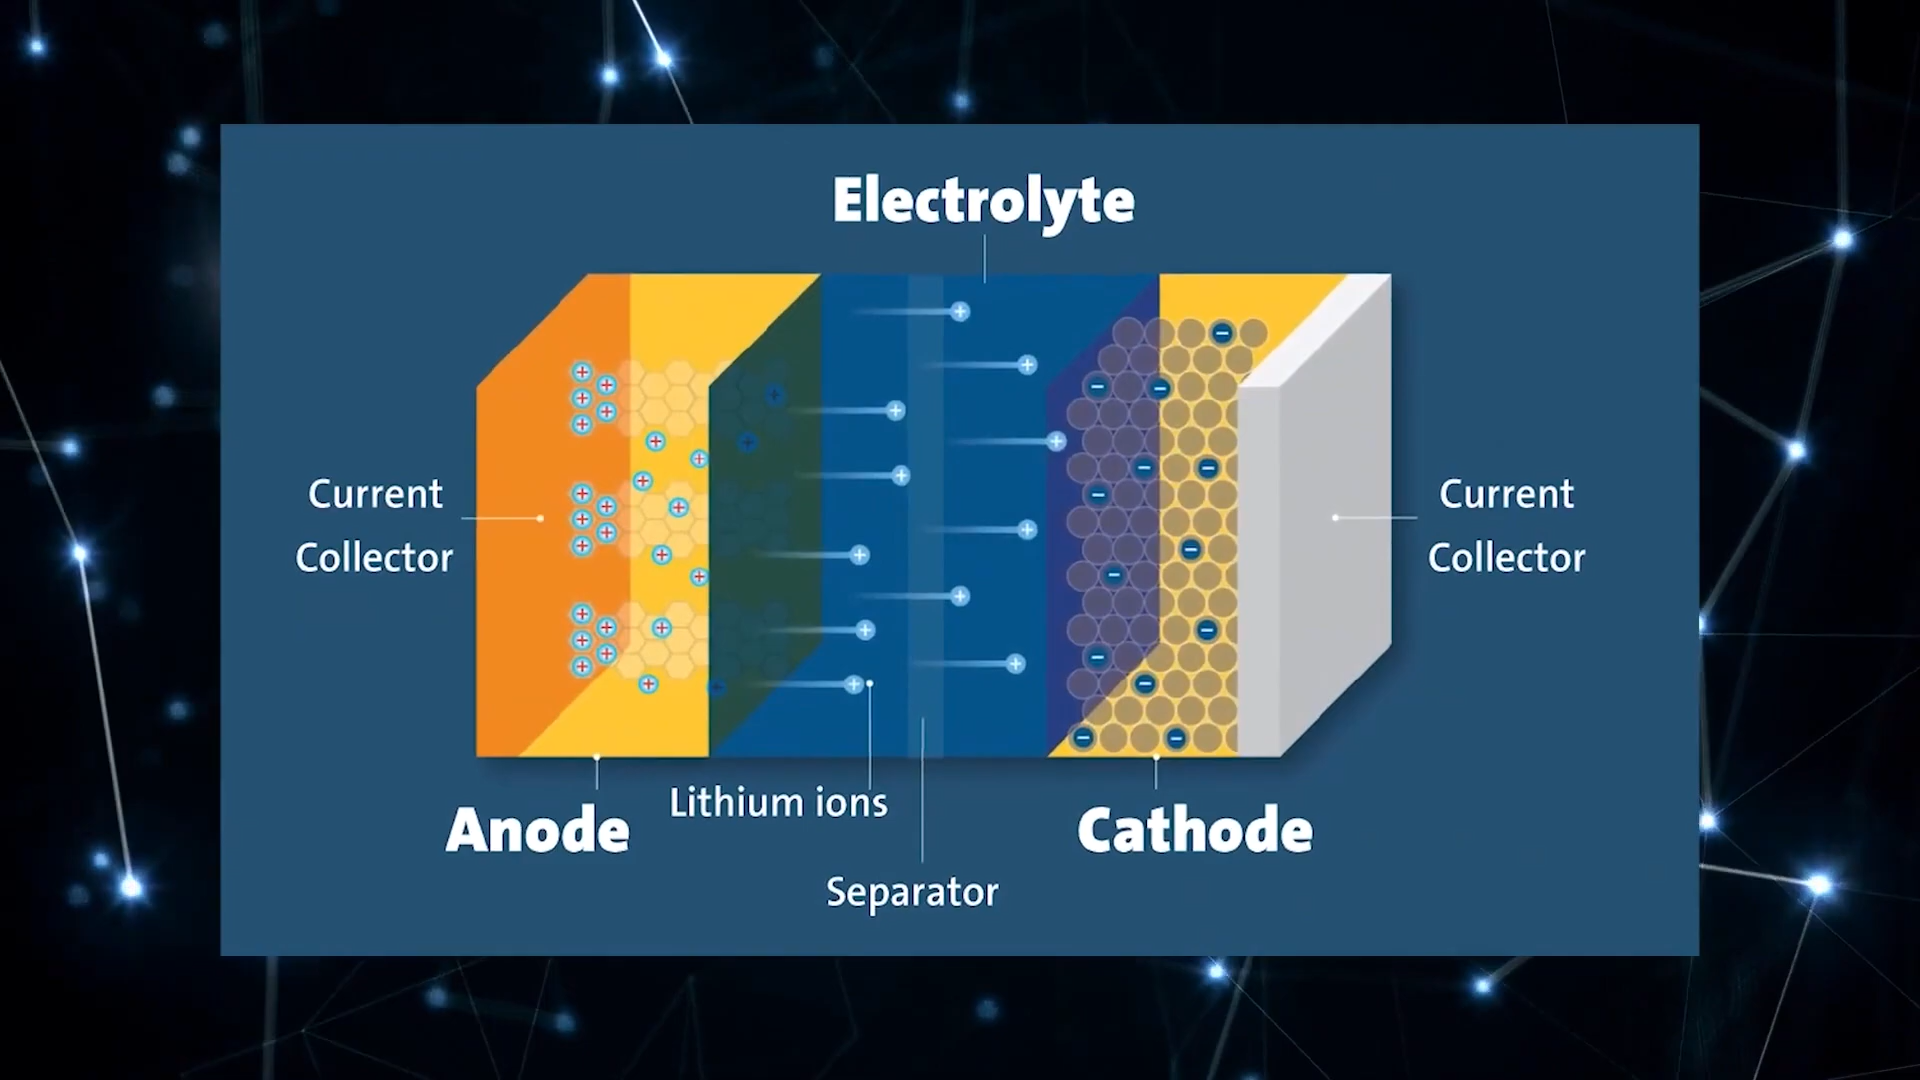 Electrolyte
Current
Collector
Current
Collector
Lithium ions
Anode
Cathode
Separator